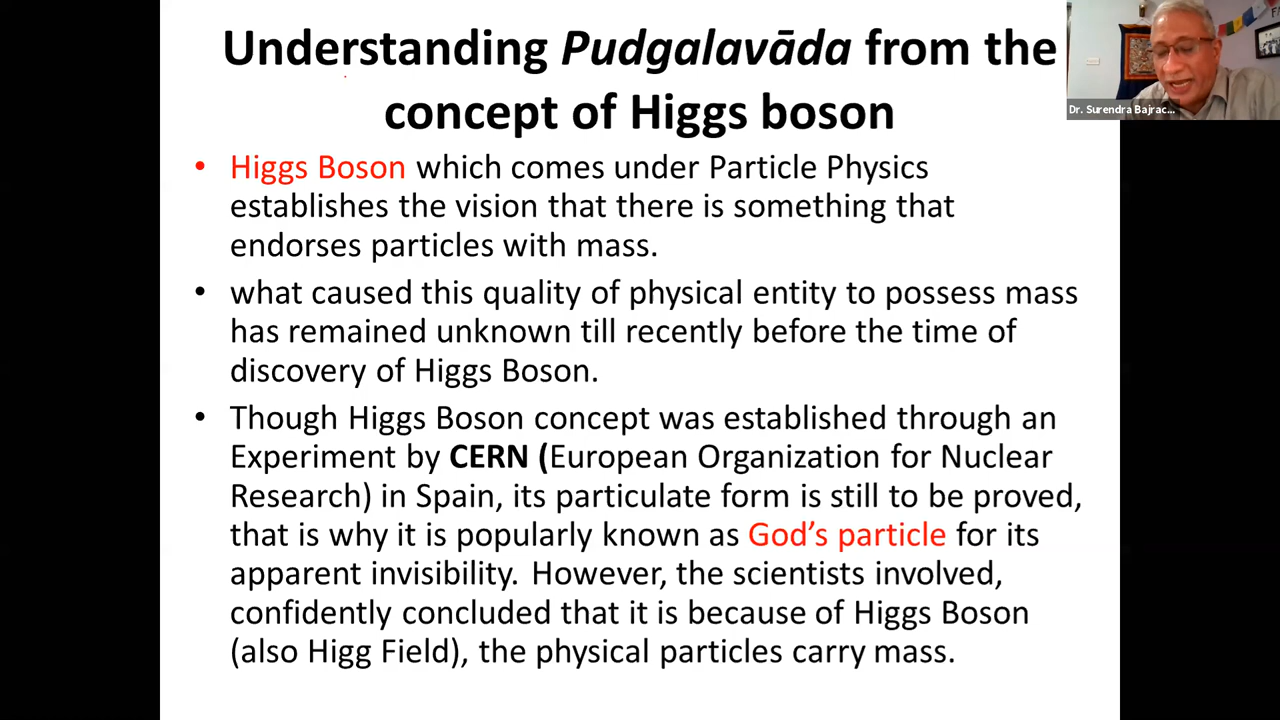 Understanding Pudgalavāda from the
concept of Higgs boson
• Higgs Boson which comes under Particle Physics
establishes the vision that there is something that
endorses particles with mass.
• what caused this quality of physical entity to possess mass
has remained unknown till recently before the time of
discovery of Higgs Boson.
• Though Higgs Boson concept was established through an
Experiment by CERN (European Organization for Nuclear
Research) in Spain, its particulate form is still to be proved,
that is why it is popularly known as God’s particle for its
apparent invisibility. However, the scientists involved,
confidently concluded that it is because of Higgs Boson
(also Higg Field), the physical particles carry mass.
Dr. Surendra Bajrac...